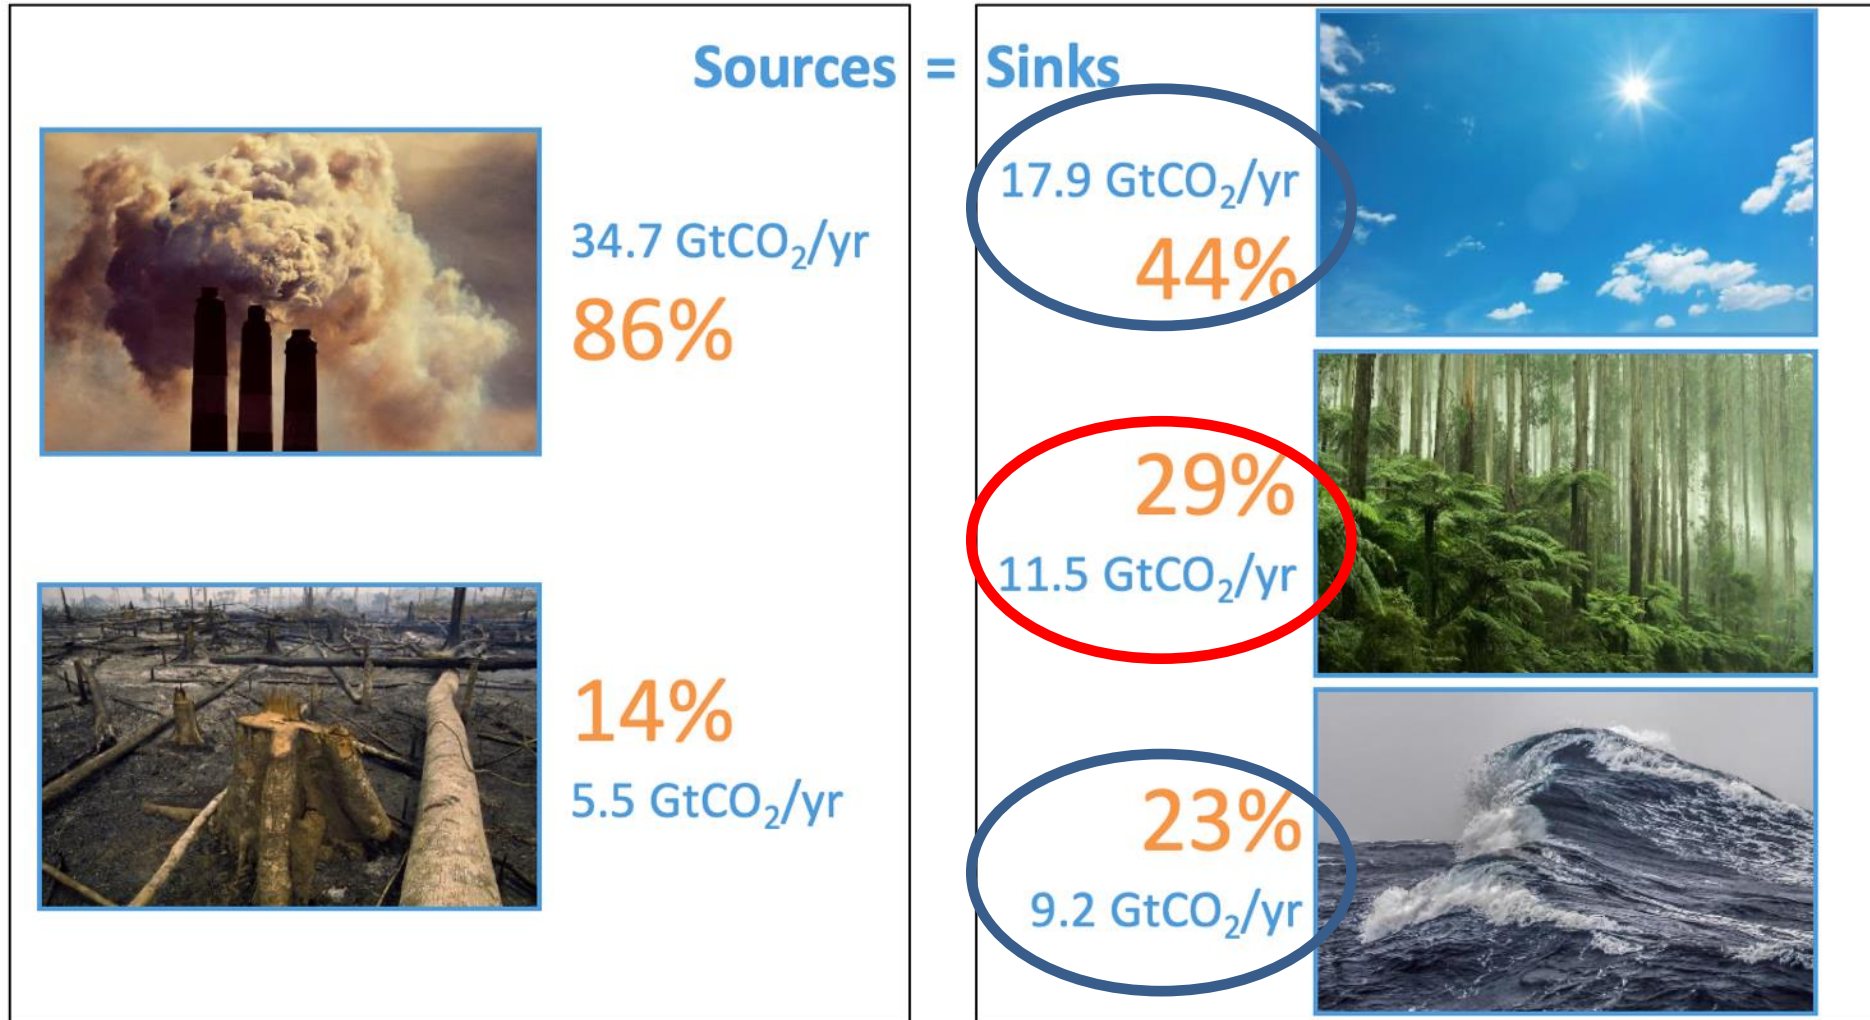 Sources = Sinks
34.7 GtCO₂/yr
86%
14%
5.5 GtCO₂/yr
17.9 GtCO₂/yr
44%
29%
11.5 GtCO₂/yr
23%
9.2 GtCO₂/yr